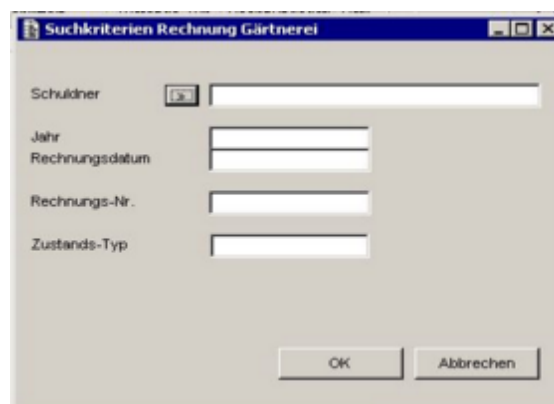 Suchkriterien Rechnung Gärtnerei
Schuldner
Jahr
Rechnungsdatum
Rechnungs-Nr.
Zustands-Typ
OK Abbrechen